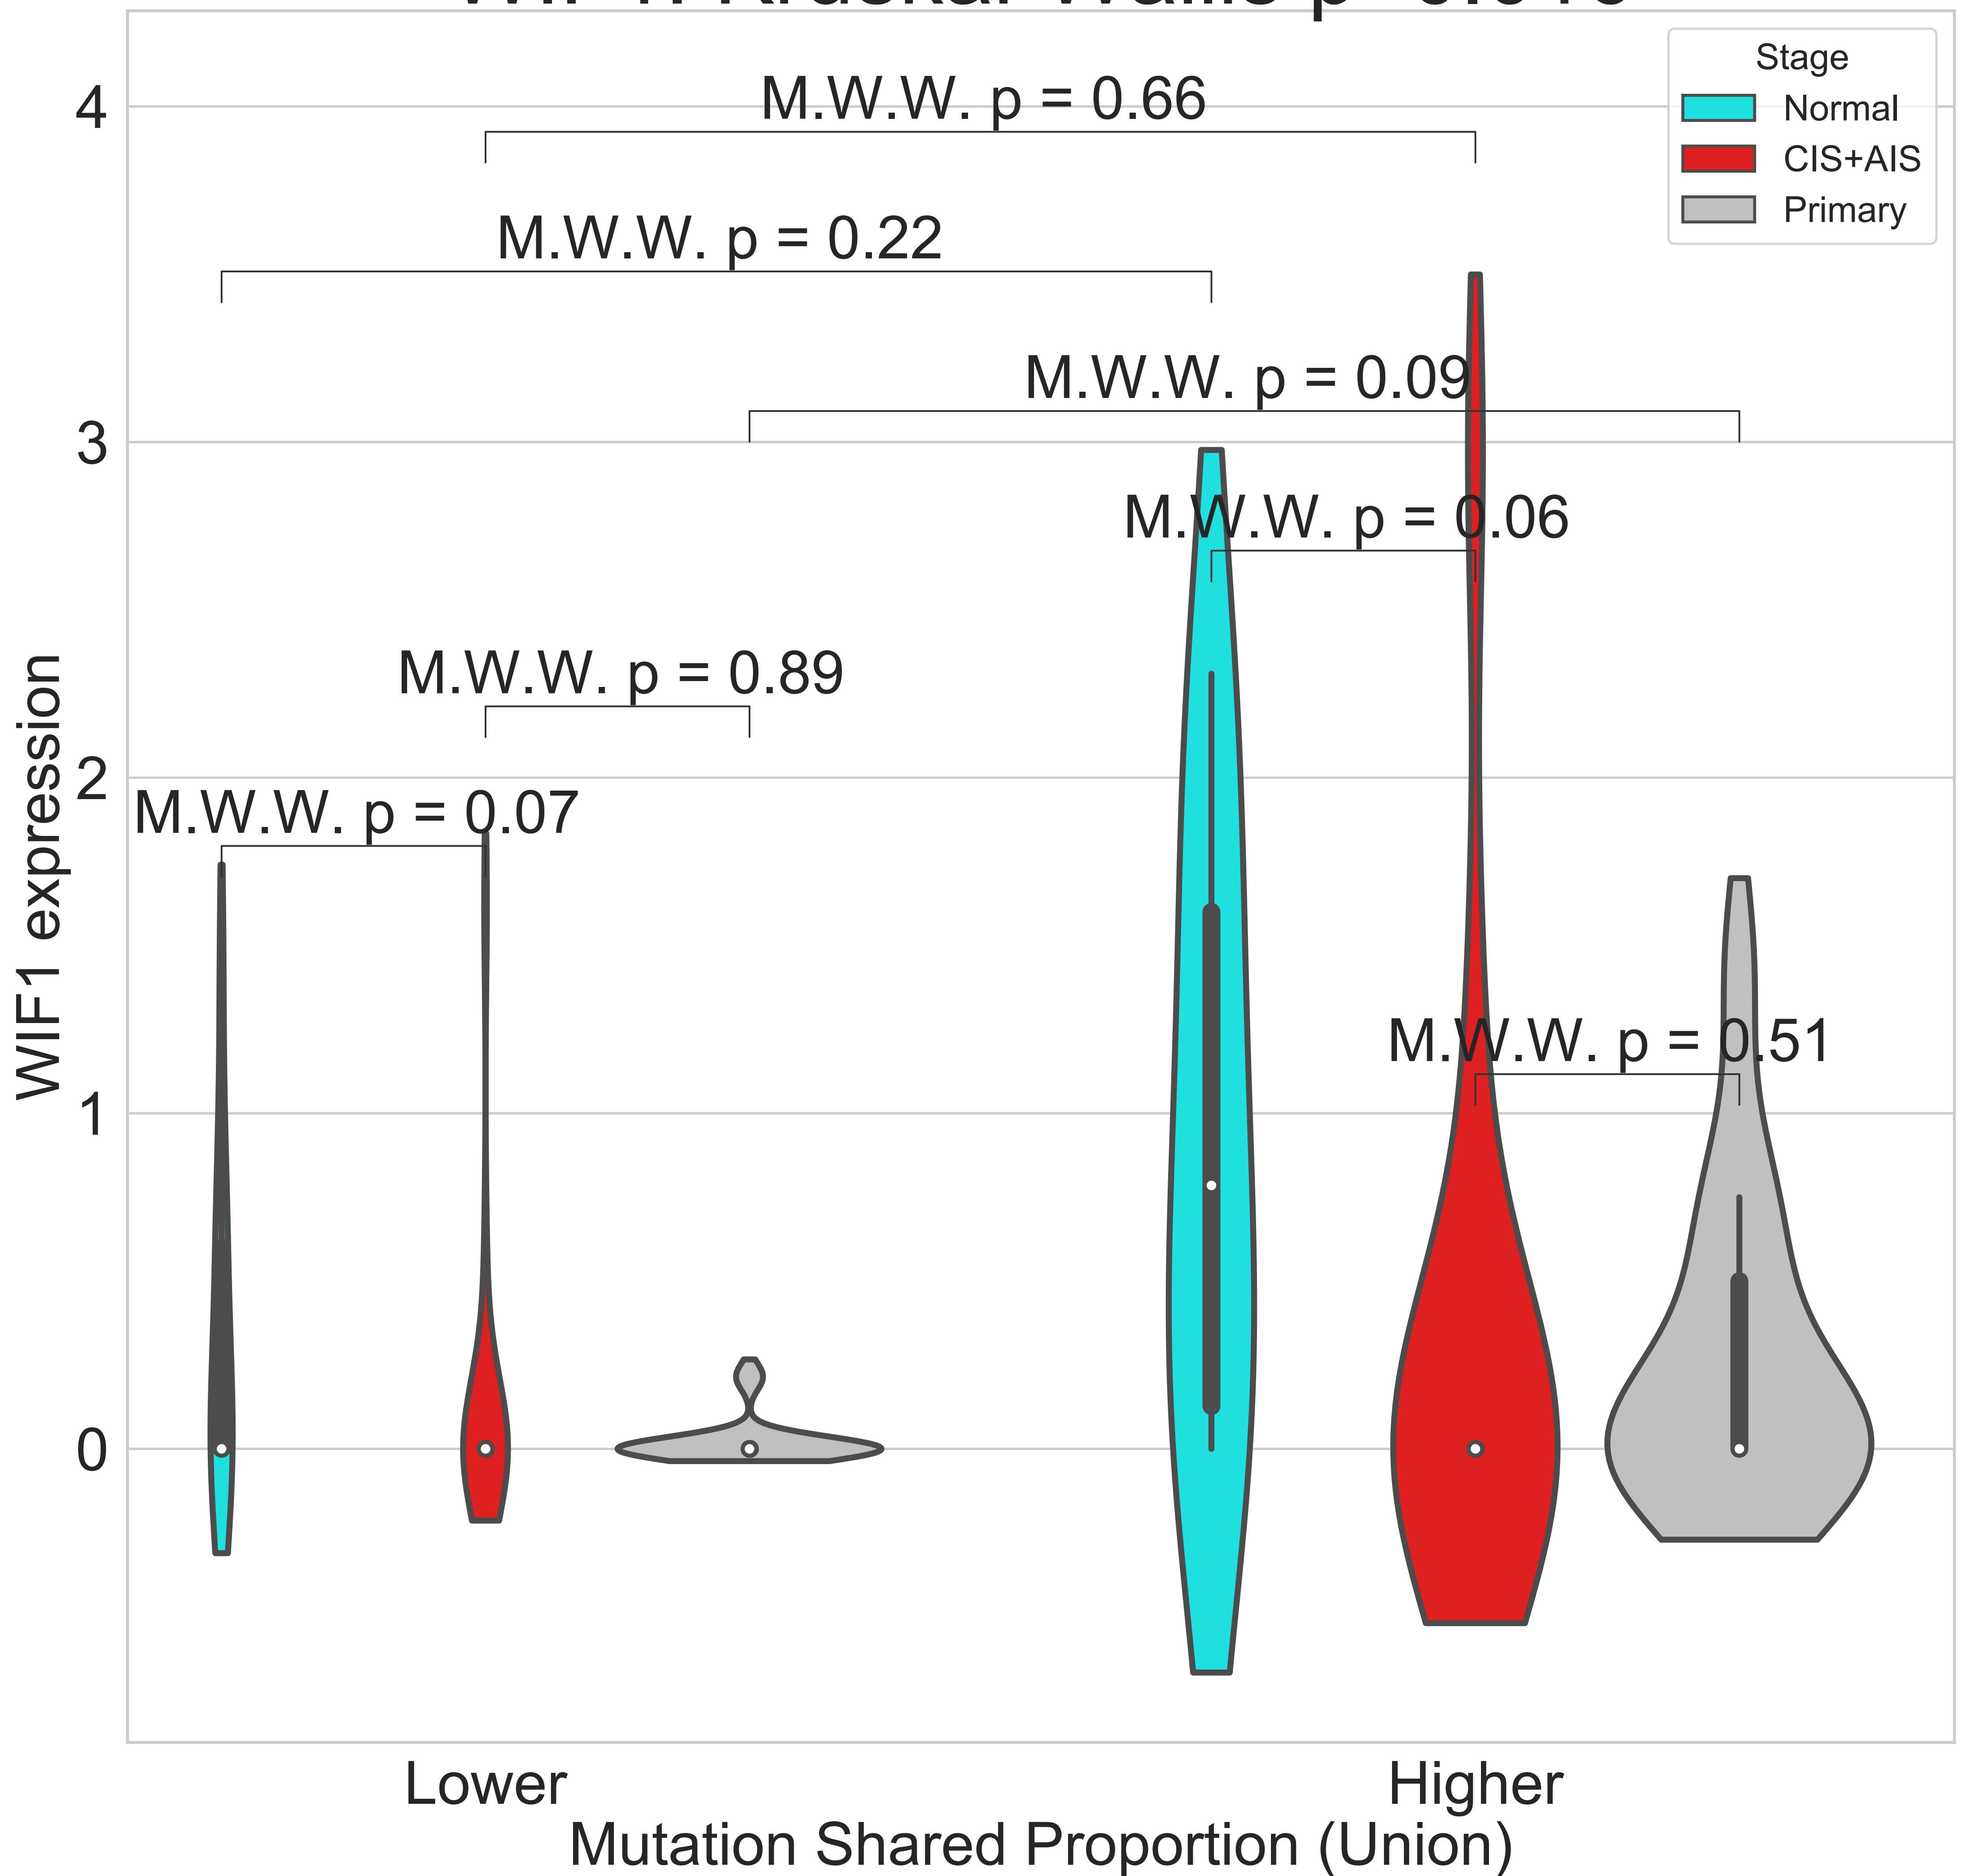 Stage
Normal
CIS+AIS
Primary
4
3
2
1
0
M.W.W. p = 0.66
M.W.W. p = 0.22
M.W.W. p = 0.09
M.W.W. p = 0.06
M.W.W. p = 0.89
M.W.W. p = 0.07
M.W.W. p = 0.51
WIF1 expression
Lower
Higher
Mutation Shared Proportion (Union)